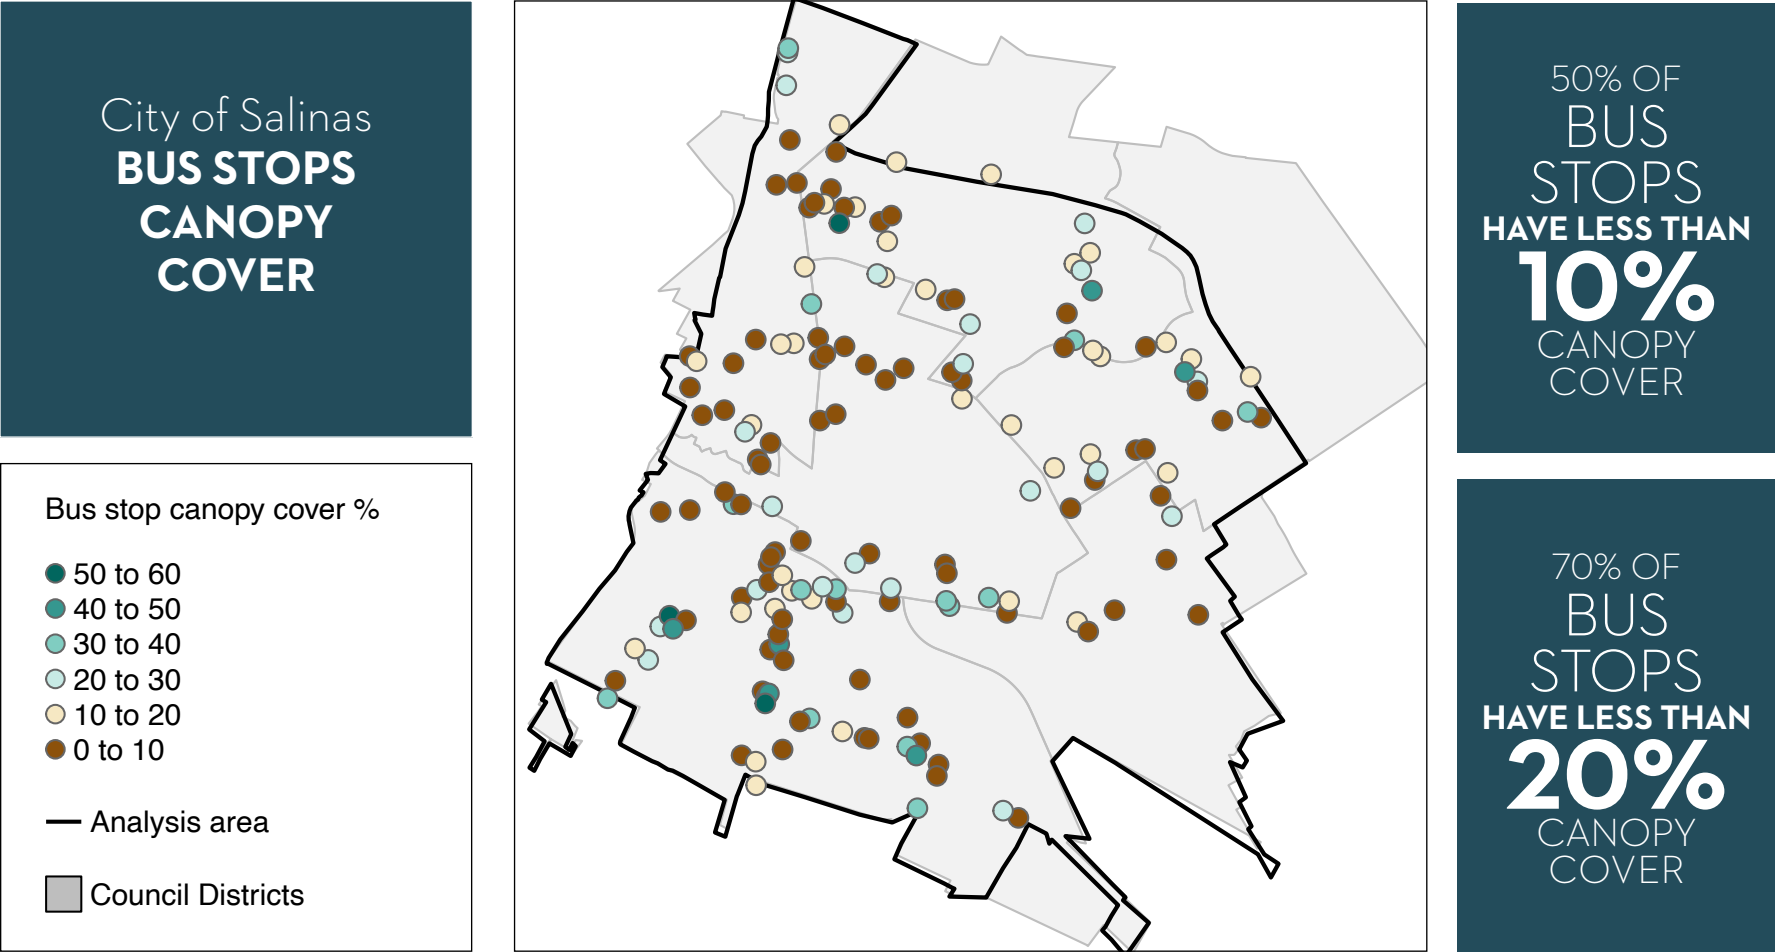 City of Salinas
BUS STOPS
CANOPY
COVER
Bus stop canopy cover %
50 to 60
40 to 50
30 to 40
20 to 30
10 to 20
0 to 10
Analysis area
Council Districts
50% OF
BUS
STOPS
HAVE LESS THAN
10%
CANOPY
COVER
70% OF
BUS
STOPS
HAVE LESS THAN
20%
CANOPY
COVER